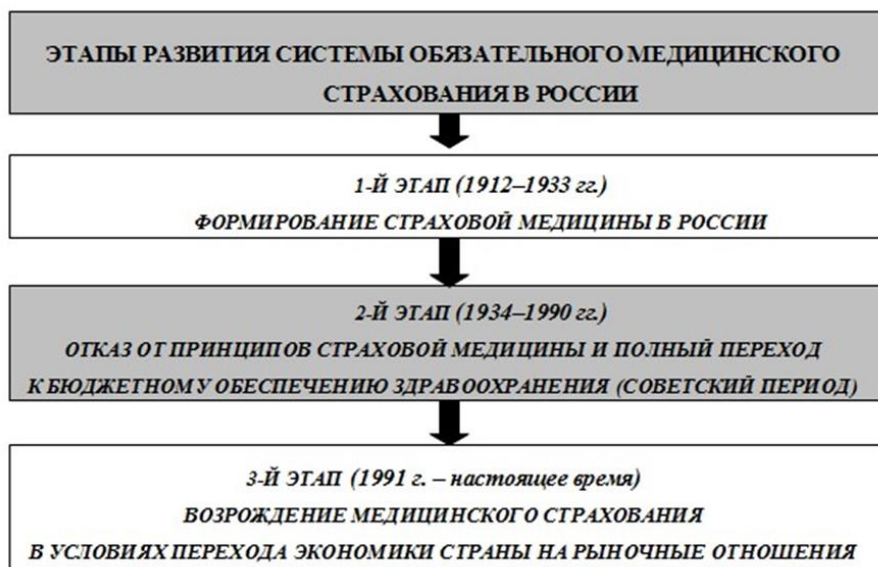 ЭТАПЫ РАЗВИТИЯ СИСТЕМЫ ОБЯЗАТЕЛЬНОГО МЕДИЦИНСКОГО
СТРАХОВАНИЯ В РОССИИ
1-Й ЭТАП (1912–1933 гг.)
ФОРМИРОВАНИЕ СТРАХОВОЙ МЕДИЦИНЫ В РОССИИ
2-Й ЭТАП (1934–1990 гг.)
ОТКАЗ ОТ ПРИНЦИПОВ СТРАХОВОЙ МЕДИЦИНЫ И ПОЛНЫЙ ПЕРЕХОД
К БЮДЖЕТНОМУ ОБЕСПЕЧЕНИЮ ЗДРАВООХРАНЕНИЯ (СОВЕТСКИЙ ПЕРИОД)
3-Й ЭТАП (1991 г. – настоящее время)
ВОЗРОЖДЕНИЕ МЕДИЦИНСКОГО СТРАХОВАНИЯ
В УСЛОВИЯХ ПЕРЕХОДА ЭКОНОМИКИ СТРАНЫ НА РЫНОЧНЫЕ ОТНОШЕНИЯ